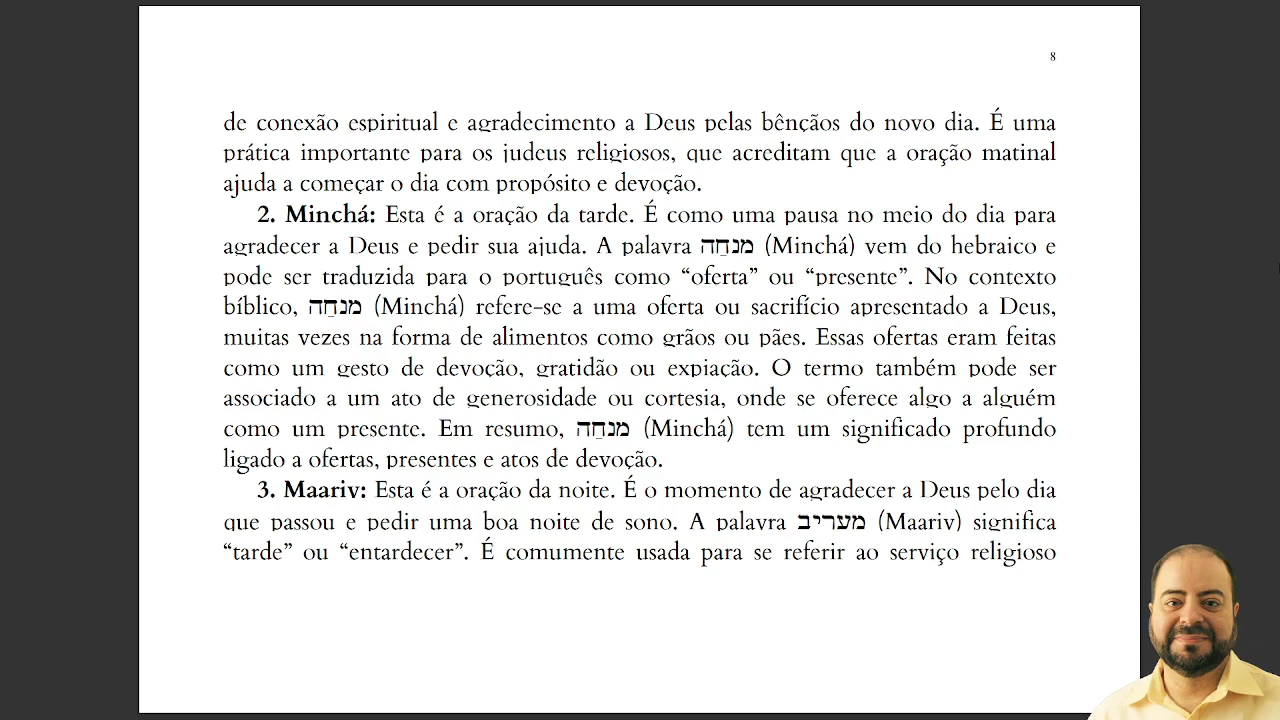 8
de conexão espiritual e agradecimento a Deus pelas bênçãos do novo dia. É uma
prática importante para os judeus religiosos, que acreditam que a oração matinal
ajuda a começar o dia com propósito e devoção.
2. Minchá: Esta é a oração da tarde. É como uma pausa no meio do dia para
agradecer a Deus e pedir sua ajuda. A palavra מנחַה (Minchá) vem do hebraico e
pode ser traduzida para o português como “oferta” ou “presente”. No contexto
bíblico, מנחַה (Minchá) refere-se a uma oferta ou sacrifício apresentado a Deus,
muitas vezes na forma de alimentos como grãos ou pães. Essas ofertas eram feitas
como um gesto de devoção, gratidão ou expiação. O termo também pode ser
associado a um ato de generosidade ou cortesia, onde se oferece algo a alguém
como um presente. Em resumo, מנחַה (Minchá) tem um significado profundo
ligado a ofertas, presentes e atos de devoção.
3. Maariv: Esta é a oração da noite. É o momento de agradecer a Deus pelo dia
que passou e pedir uma boa noite de sono. A palavra מעריב (Maariv) significa
“tarde” ou “entardecer”. É comumente usada para se referir ao serviço religioso